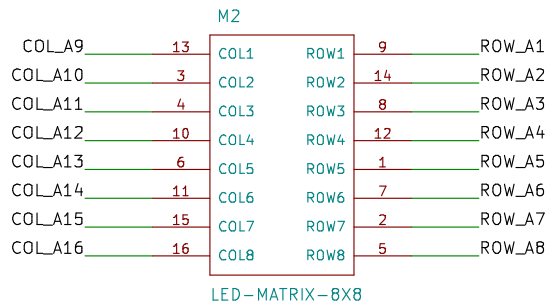 M2
COL_A9 13 COL1 ROW1 9 ROW_A1
COL_A10 3 COL2 ROW2 14 ROW_A2
COL_A11 4 COL3 ROW3 8 ROW_A3
COL_A12 10 COL4 ROW4 12 ROW_A4
COL_A13 6 COL5 ROW5 1 ROW_A5
COL_A14 11 COL6 ROW6 7 ROW_A6
COL_A15 15 COL7 ROW7 2 ROW_A7
COL_A16 16 COL8 ROW8 5 ROW_A8
LED-MATRIX-8X8